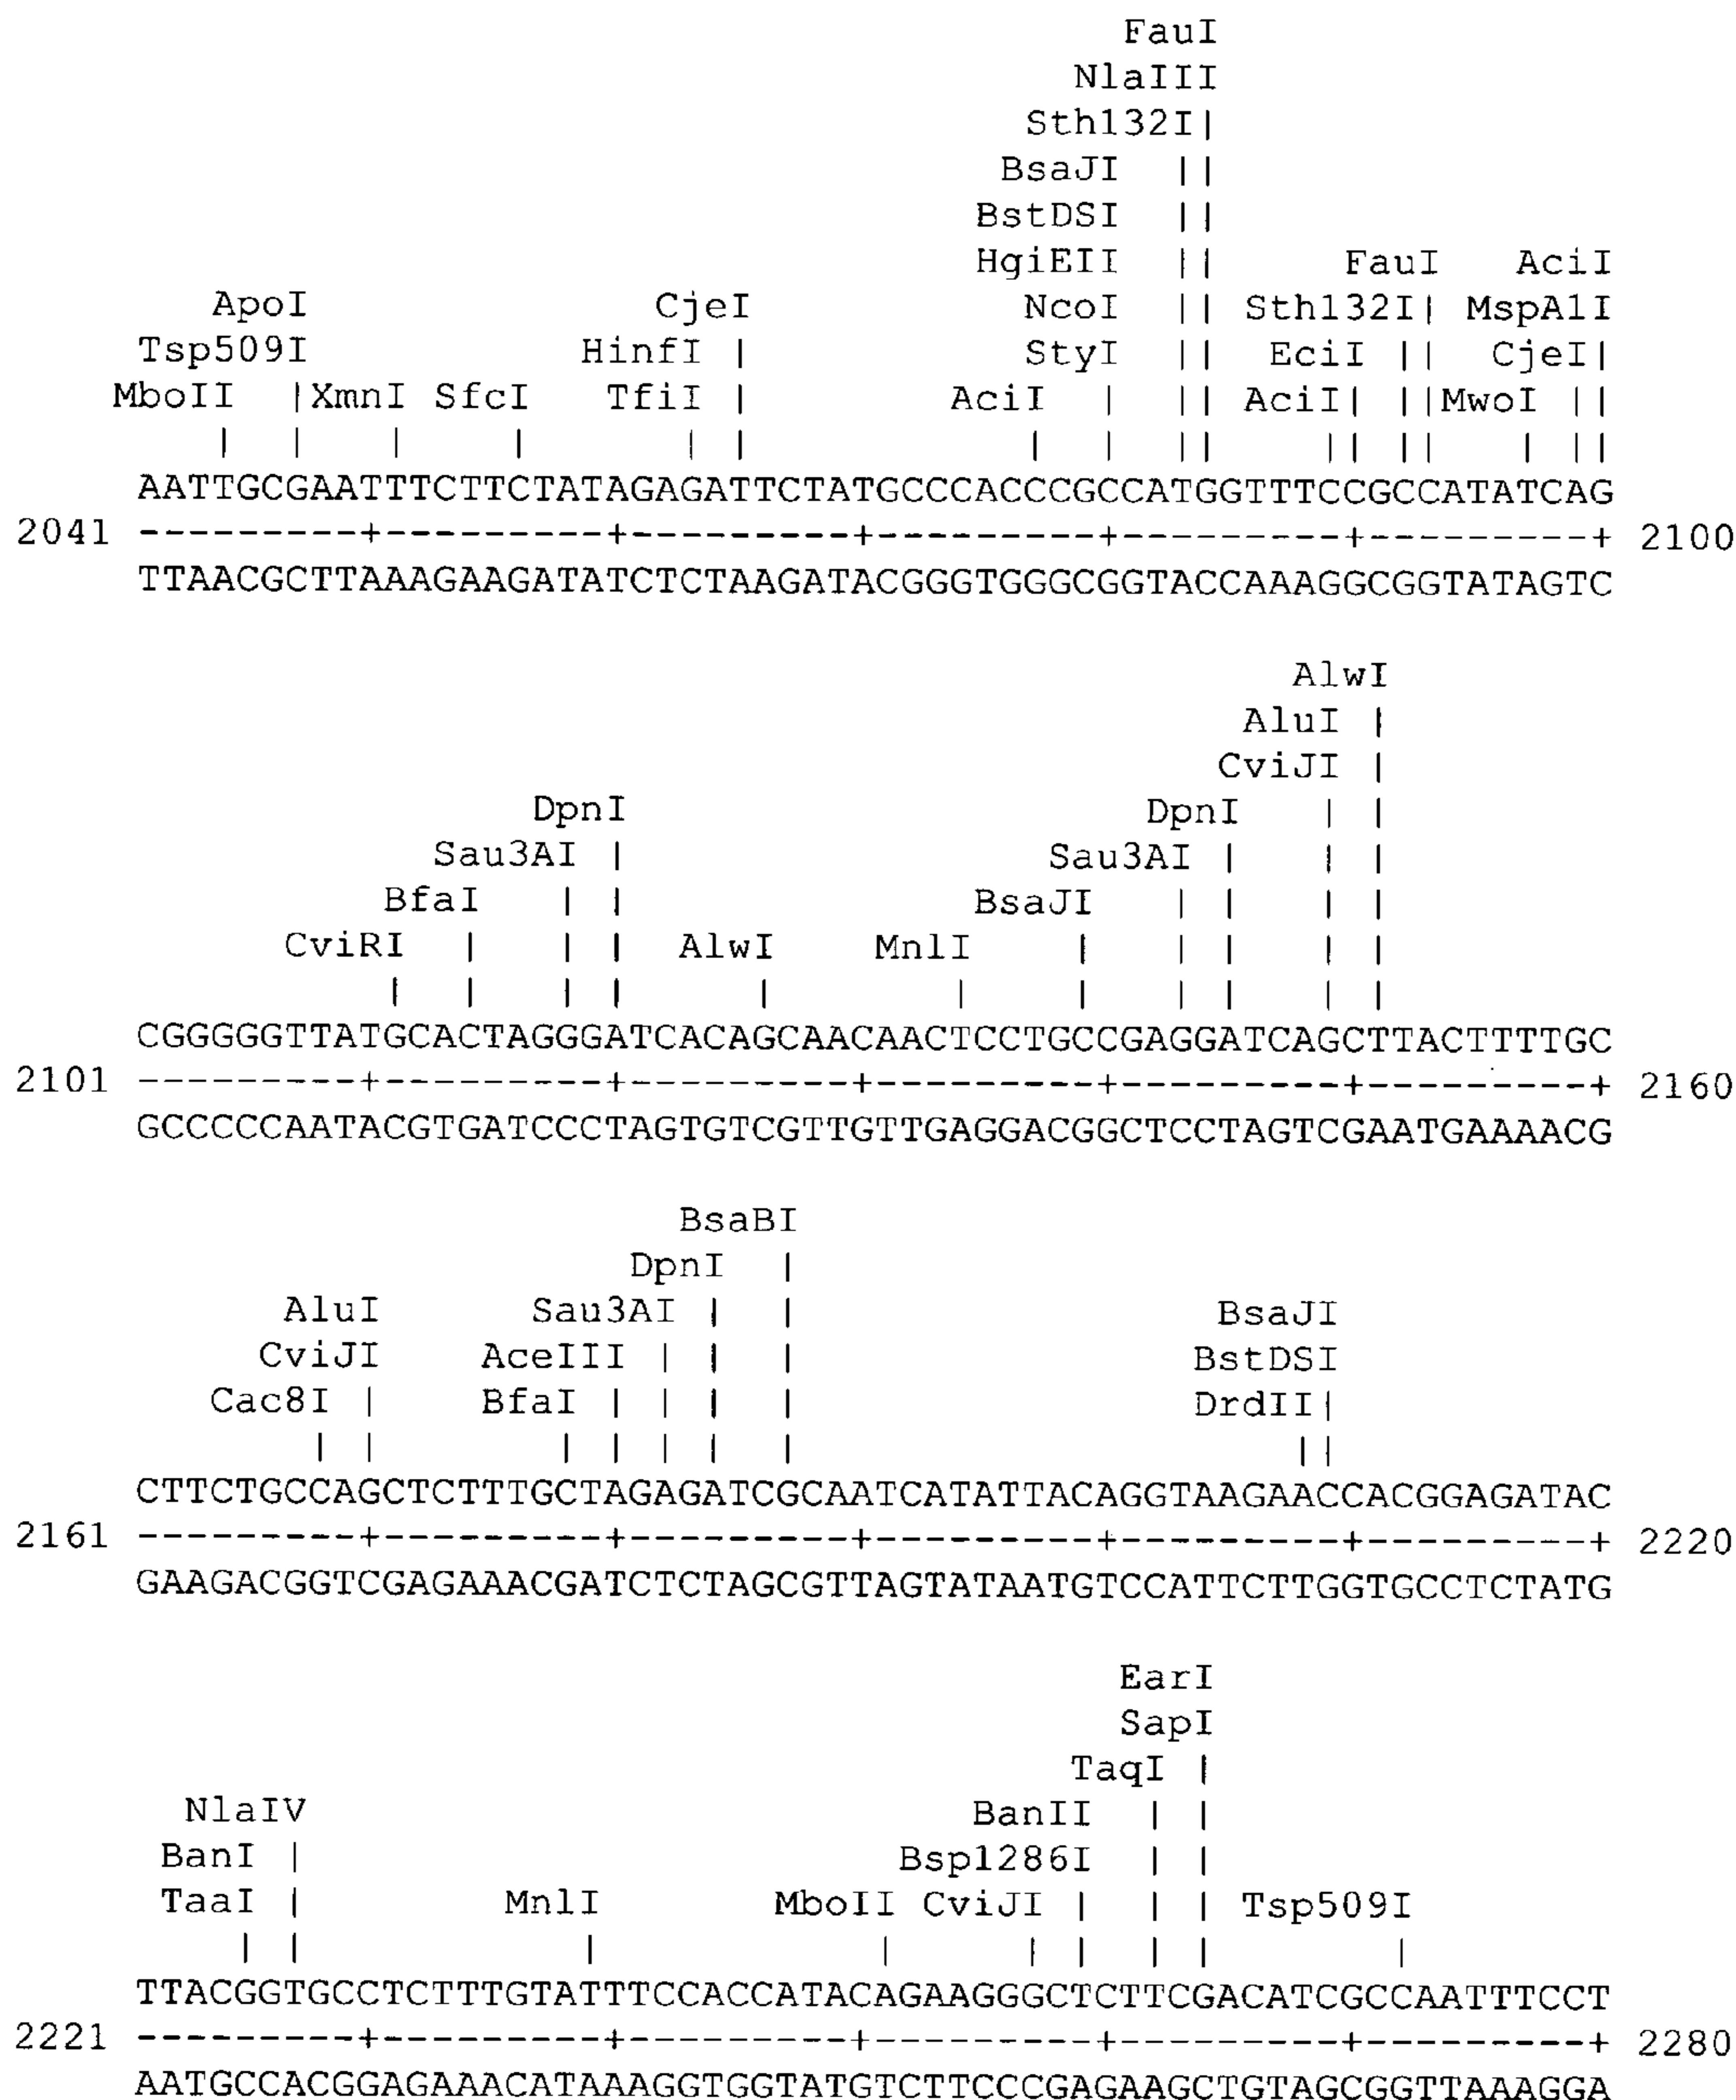 FauI
NlaIII
Sth132I|
BsaJI | |
BstDSI | |
HgiEII | | FauI AciI
ApoI CjeI NcoI | | Sth132I| MspA1I
Tsp509I HinfI | StyI | | EciI | | CjeI|
MboII |XmnI SfcI TfiI | AciI | | | AciI| | |MwoI | |
| | | | | | | | | | | | | | | | |
AATTGCGAATTTCTTCTATAGAGATTCTATGCCCACCCGCCATGGTTTCCGCCATATCAG
2041 ---------+---------+---------+---------+---------+---------+ 2100
TTAACGCTTAAAGAAGATATCTCTAAGATACGGGTGGGCGGTACCAAAGGCGGTATAGTC
AlwI
AluI |
CviJI |
DpnI DpnI | |
Sau3AI | Sau3AI | | |
BfaI | | BsaJI | | | |
CviRI | | | AlwI MnlI | | | | |
| | | | | | | | | | |
CGGGGGTTATGCACTAGGGATCACAGCAACAACTCCTGCCGAGGATCAGCTTACTTTTGC
2101 ---------+---------+---------+---------+---------+---------+ 2160
GCCCCCAATACGTGATCCCTAGTGTCGTTGTTGAGGACGGCTCCTAGTCGAATGAAAACG
BsaBI
DpnI |
AluI Sau3AI | | BsaJI
CviJI AceIII | | | BstDSI
Cac8I | BfaI | | | | DrdII|
| | | | | | | | |
CTTCTGCCAGCTCTTTGCTAGAGATCGCAATCATATTACAGGTAAGAACCACGGAGATAC
2161 ---------+---------+---------+---------+---------+---------+ 2220
GAAGACGGTCGAGAAACGATCTCTAGCGTTAGTATAATGTCCATTCTTGGTGCCTCTATG
EarI
SapI
TaqI |
NlaIV BanII | |
BanI | Bsp1286I | |
TaaI | MnlI MboII CviJI | | | Tsp509I
| | | | | | | | |
TTACGGTGCCTCTTTGTATTTCCACCATACAGAAGGGCTCTTCGACATCGCCAATTTCCT
2221 ---------+---------+---------+---------+---------+---------+ 2280
AATGCCACGGAGAAACATAAAGGTGGTATGTCTTCCCGAGAAGCTGTAGCGGTTAAAGGA